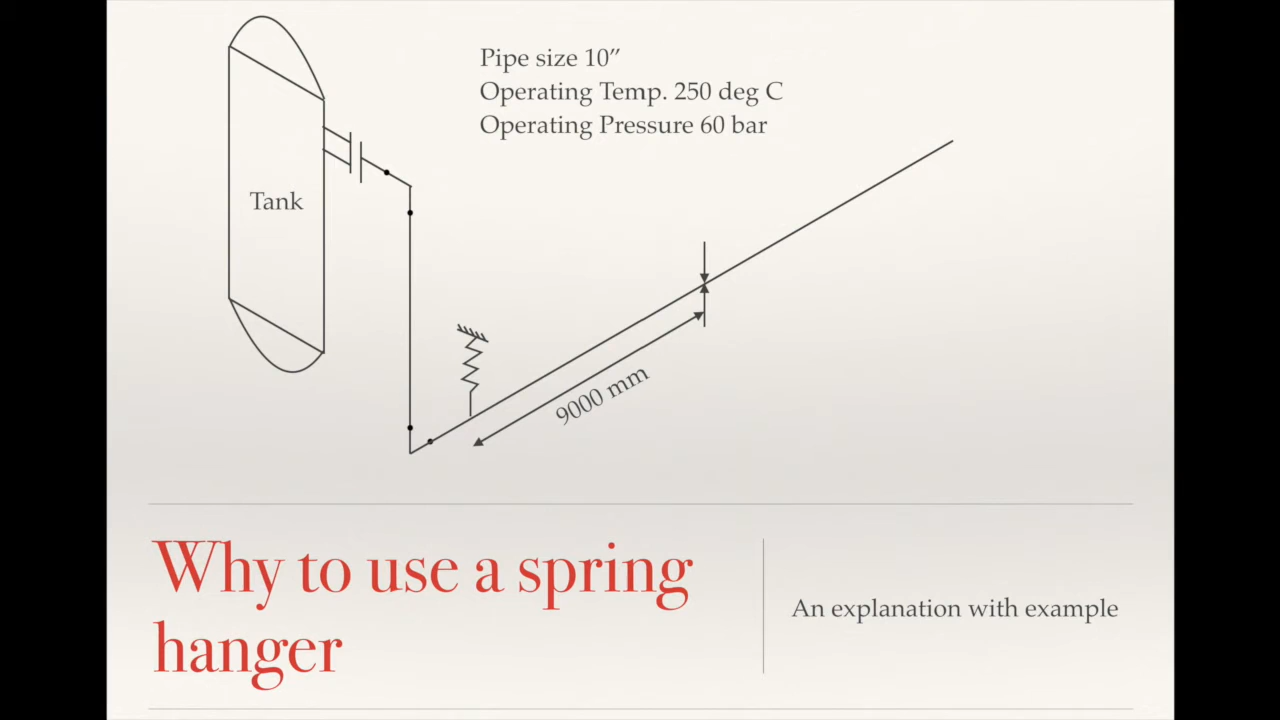 Pipe size 10”
Operating Temp. 250 deg C
Operating Pressure 60 bar
Tank
9000 mm
Why to use a spring
hanger
An explanation with example